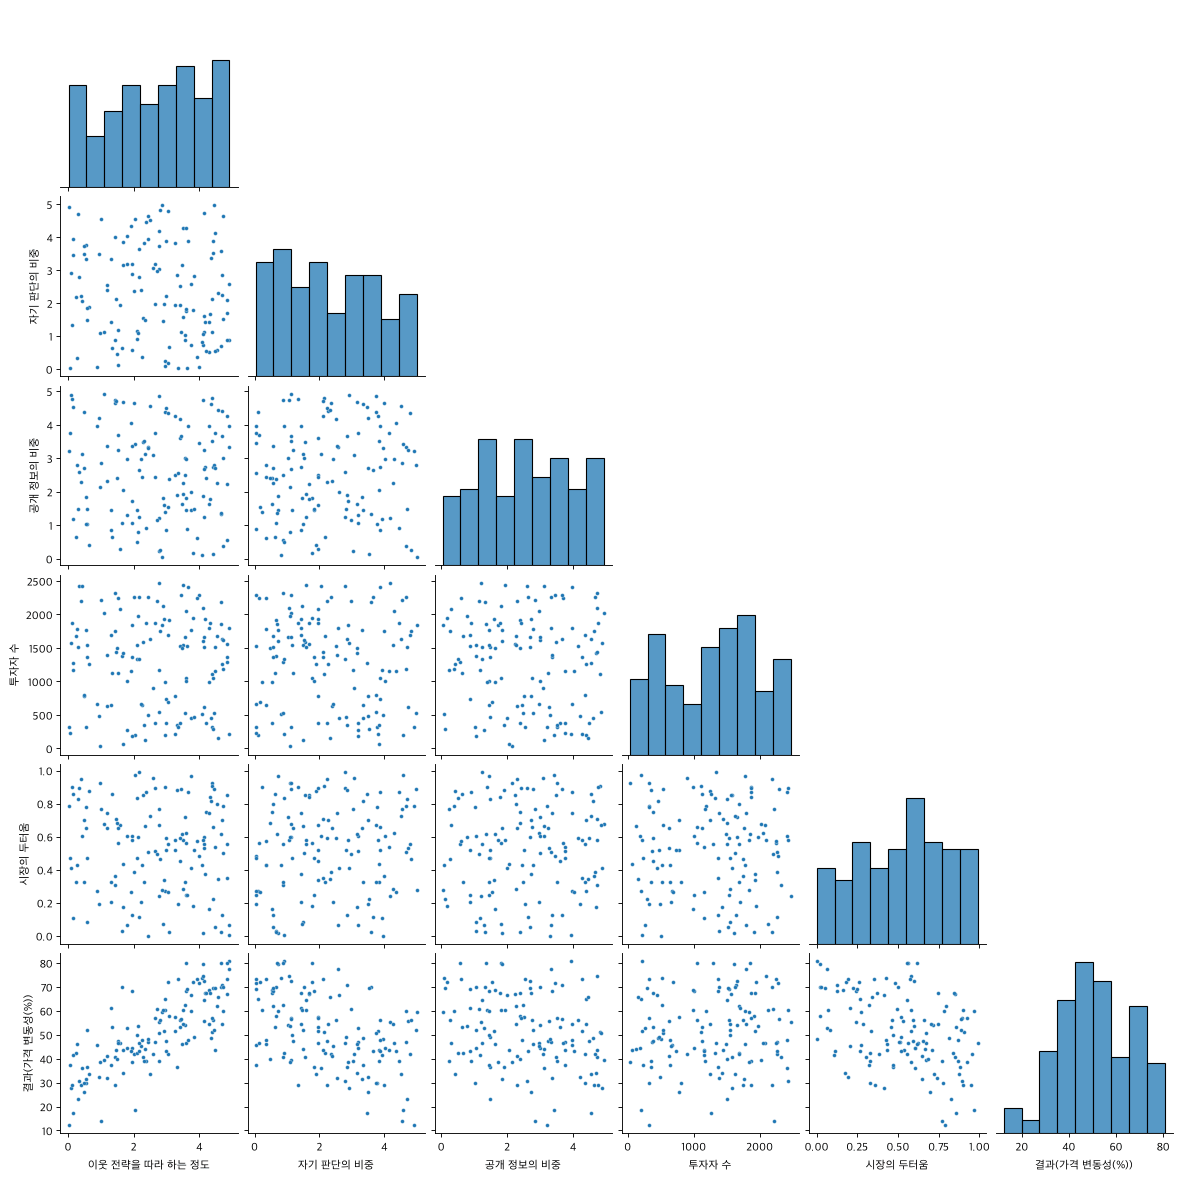 5
4
3
2
1
0
자기 판단의 비중
5
4
3
2
1
0
공개 정보의 비중
2500
2000
1500
1000
500
0
투자자 수
1.0
0.8
0.6
0.4
0.2
0.0
시장의 두터움
80
70
60
50
40
30
20
10
결과(가격 변동성(%))
0 2 4
이웃 전략을 따라 하는 정도
0 2 4
자기 판단의 비중
0 2 4
공개 정보의 비중
0 1000 2000
투자자 수
0.00 0.25 0.50 0.75 1.00
시장의 두터움
20 40 60 80
결과(가격 변동성(%))